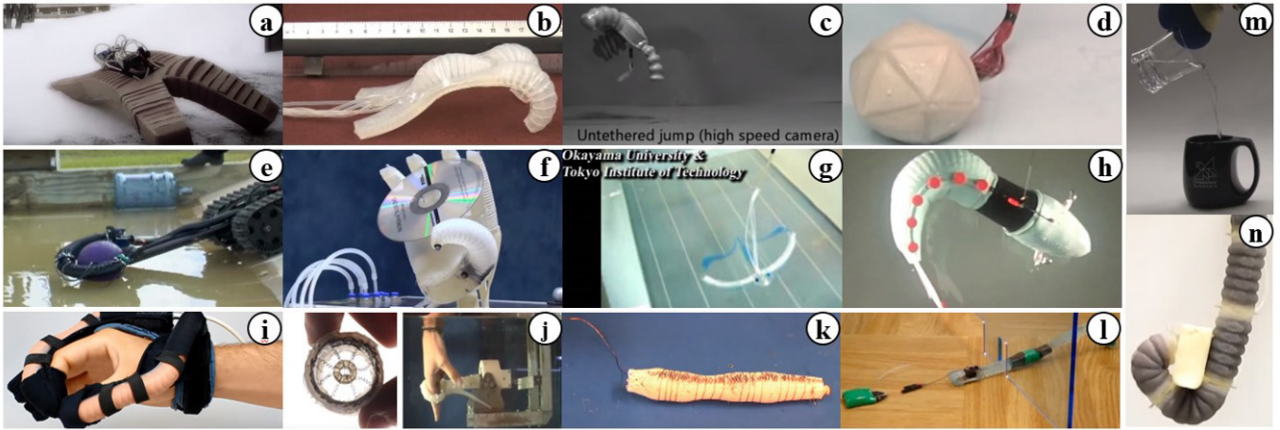 a
b
c
d
m
Untethered jump (high speed camera)
e
f
Okayama University &
Tokyo Institute of Technology
g
h
n
i
j
k
l